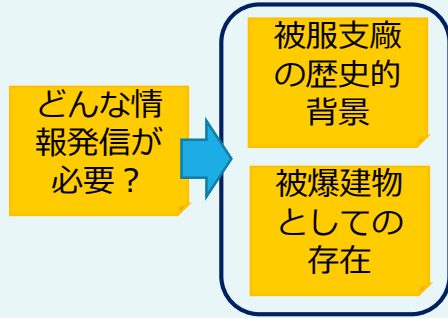 どんな情
報発信が
必要？
被服支廠
の歴史的
背景
被爆建物
としての
存在